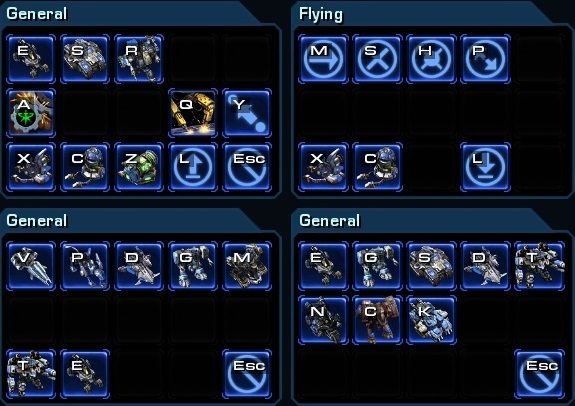 General
E S R
A Q Y
X C Z L Esc
Flying
M S H P
X C L
General
V P D G M
T E Esc
General
E G S D T
N C K
Esc